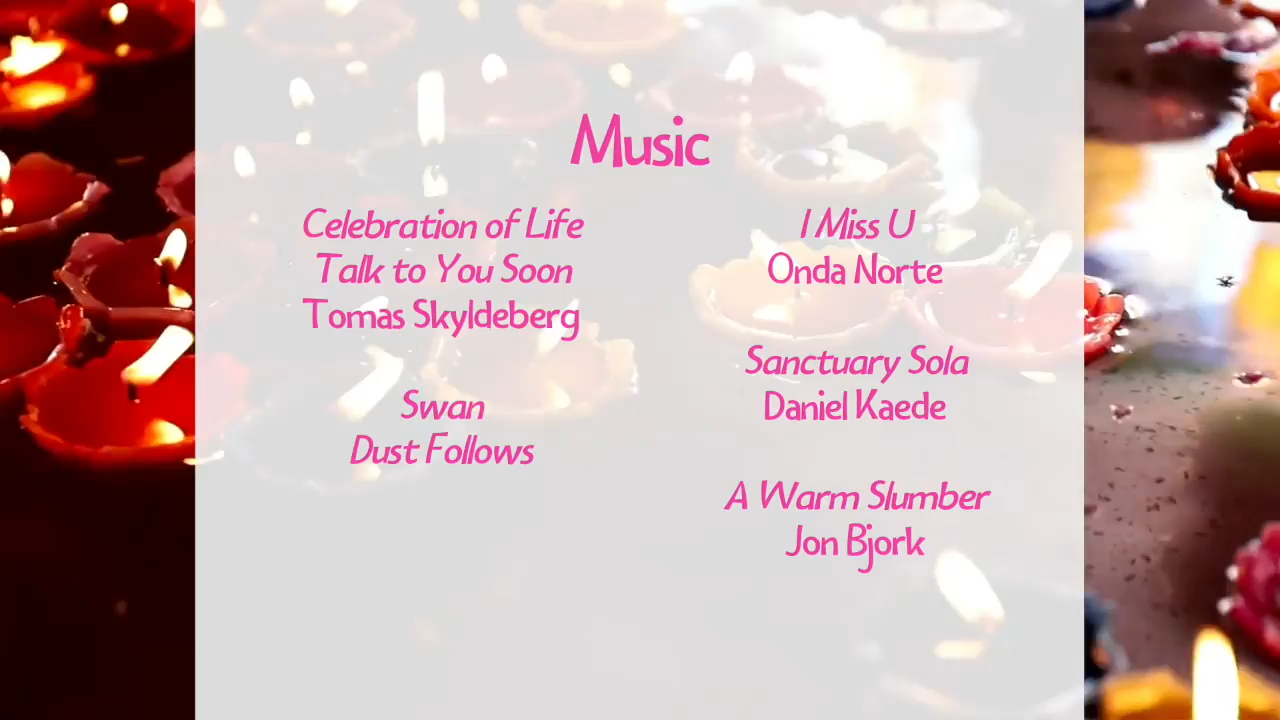 Music
Celebration of Life
Talk to You Soon
Tomas Skyldeberg
Swan
Dust Follows
I Miss U
Onda Norte
Sanctuary Sola
Daniel Kaede
A Warm Slumber
Jon Bjork